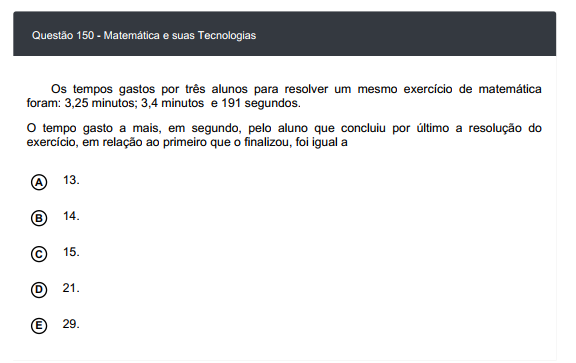 Questão 150 - Matemática e suas Tecnologias
Os tempos gastos por três alunos para resolver um mesmo exercício de matemática
foram: 3,25 minutos; 3,4 minutos e 191 segundos.
O tempo gasto a mais, em segundo, pelo aluno que concluiu por último a resolução do
exercício, em relação ao primeiro que o finalizou, foi igual a
A 13.
B 14.
C 15.
D 21.
E 29.